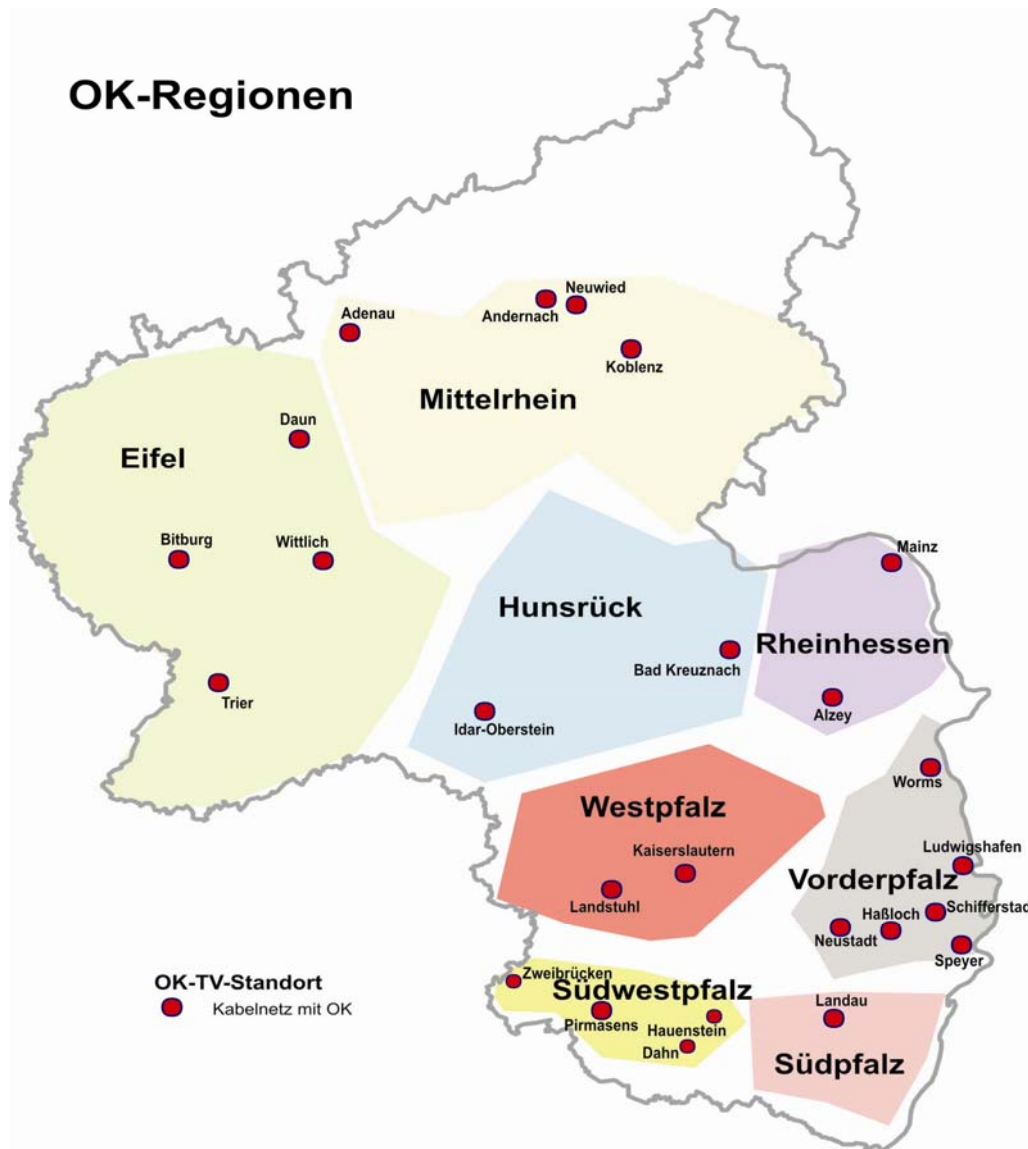 OK-Regionen
Neuwied
Adenau
Andernach
Koblenz
Mittelrhein
Daun
Eifel
Bitburg
Wittlich
Mainz
Hunsrück
Rheinhessen
Bad Kreuznach
Trier
Alzey
Idar-Oberstein
Worms
Westpfalz
Kaiserslautern
Ludwigshafen
Vorderpfalz
Landstuhl
Haßloch
Schifferstad
Neustadt
Speyer
Zweibrücken
OK-TV-Standort
Südwestpfalz
Landau
Kabelnetz mit OK
Pirmasens
Hauenstein
Dahn
Südpfalz